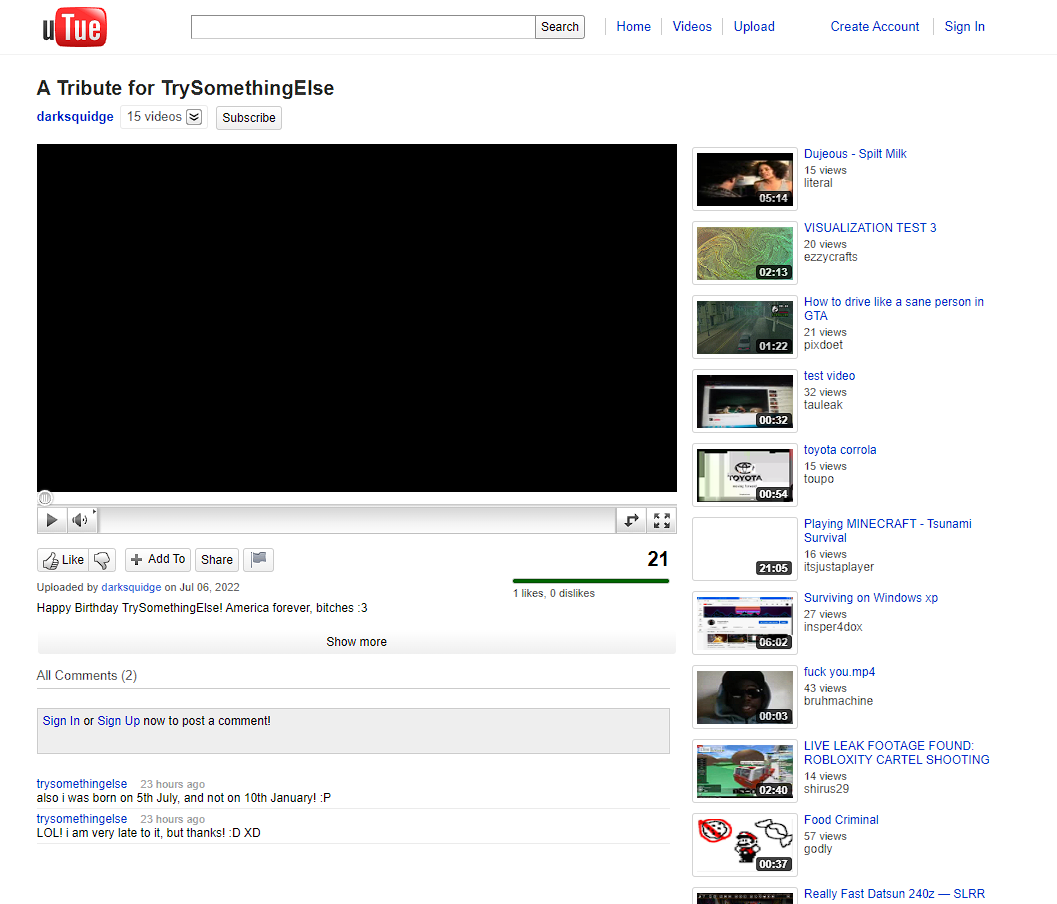 uTue
Search
Home
Videos
Upload
Create Account
Sign In
A Tribute for TrySomethingElse
darksquidge
15 videos
Subscribe
Like
Add To
Share
21
Uploaded by darksquidge on Jul 06, 2022
1 likes, 0 dislikes
Happy Birthday TrySomethingElse! America forever, bitches :3
Show more
All Comments (2)
Sign In or Sign Up now to post a comment!
trysomethingelse 23 hours ago
also i was born on 5th July, and not on 10th January! :P
trysomethingelse 23 hours ago
LOL! i am very late to it, but thanks! :D XD
05:14
Dujeous - Spilt Milk
15 views
literal
02:13
VISUALIZATION TEST 3
20 views
ezzycrafts
01:22
How to drive like a sane person in
GTA
21 views
pixdoet
00:32
test video
32 views
tauleak
TOYOTA
00:54
toyota corrola
15 views
toupo
21:05
Playing MINECRAFT - Tsunami
Survival
16 views
itsjustaplayer
06:02
Surviving on Windows xp
27 views
insper4dox
00:03
fuck you.mp4
43 views
bruhmachine
02:40
LIVE LEAK FOOTAGE FOUND:
ROBLOXITY CARTEL SHOOTING
14 views
shirus29
00:37
Food Criminal
57 views
godly
Really Fast Datsun 240z — SLRR